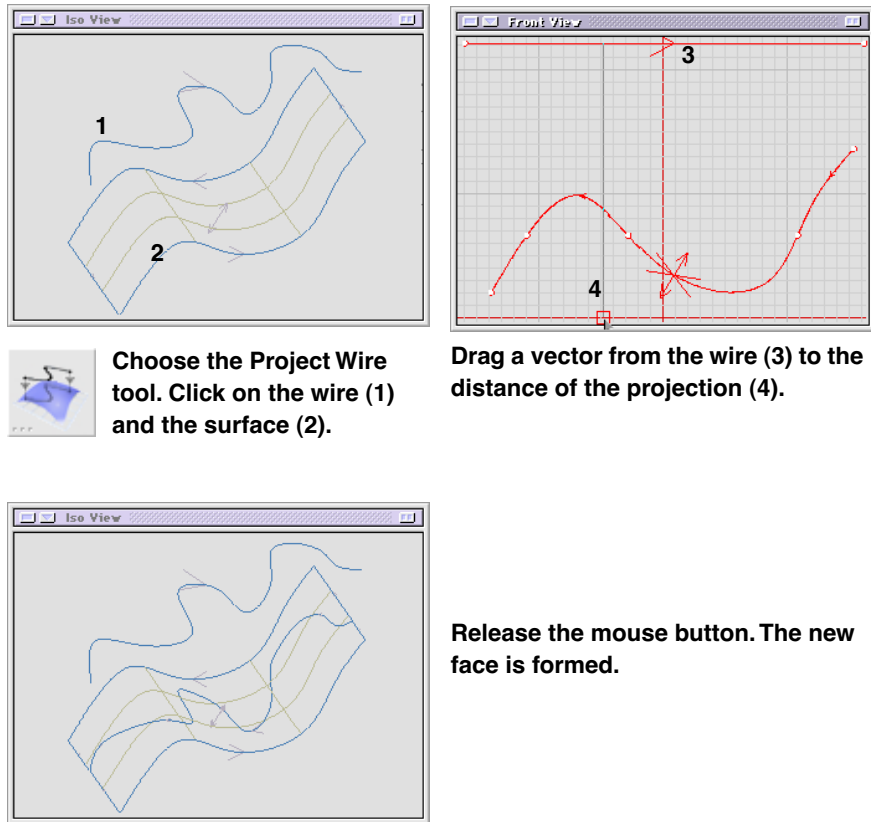 Iso View
1
2
Front View
3
4
Choose the Project Wire
tool. Click on the wire (1)
and the surface (2).
Drag a vector from the wire (3) to the
distance of the projection (4).
Iso View
Release the mouse button. The new
face is formed.